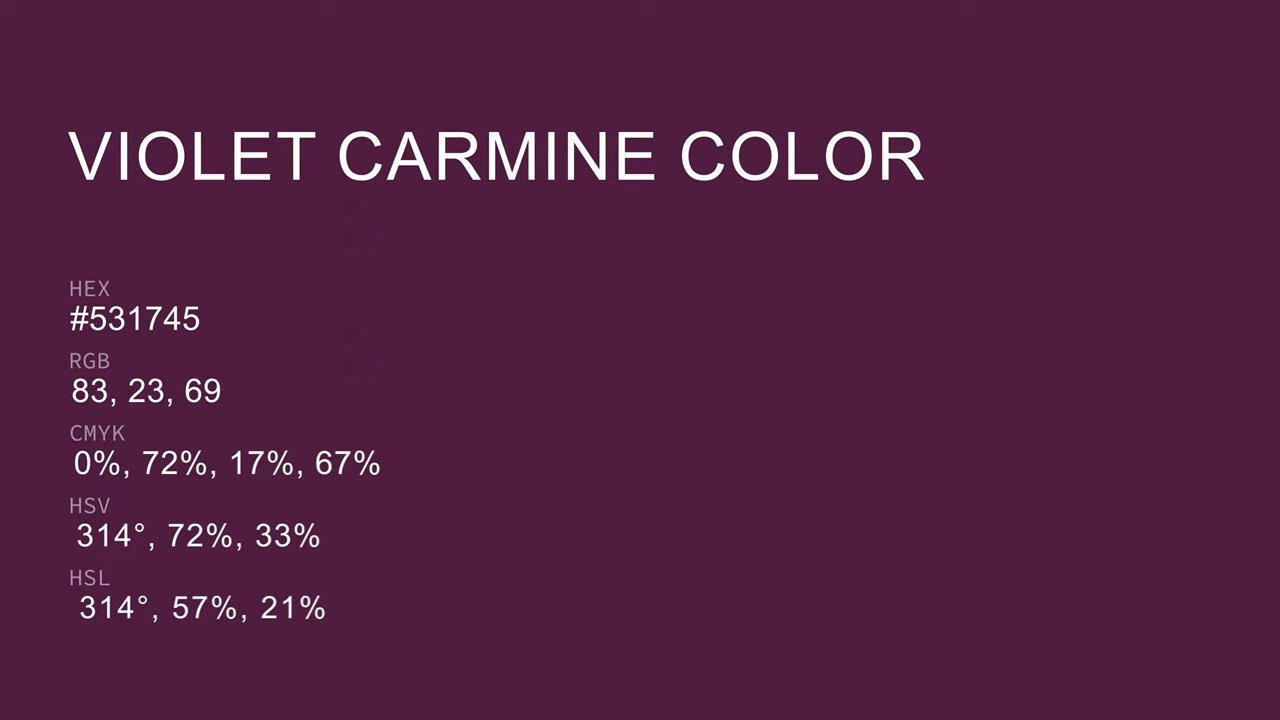 VIOLET CARMINE COLOR
HEX
#531745
RGB
83, 23, 69
CMYK
0%, 72%, 17%, 67%
HSV
314°, 72%, 33%
HSL
314°, 57%, 21%